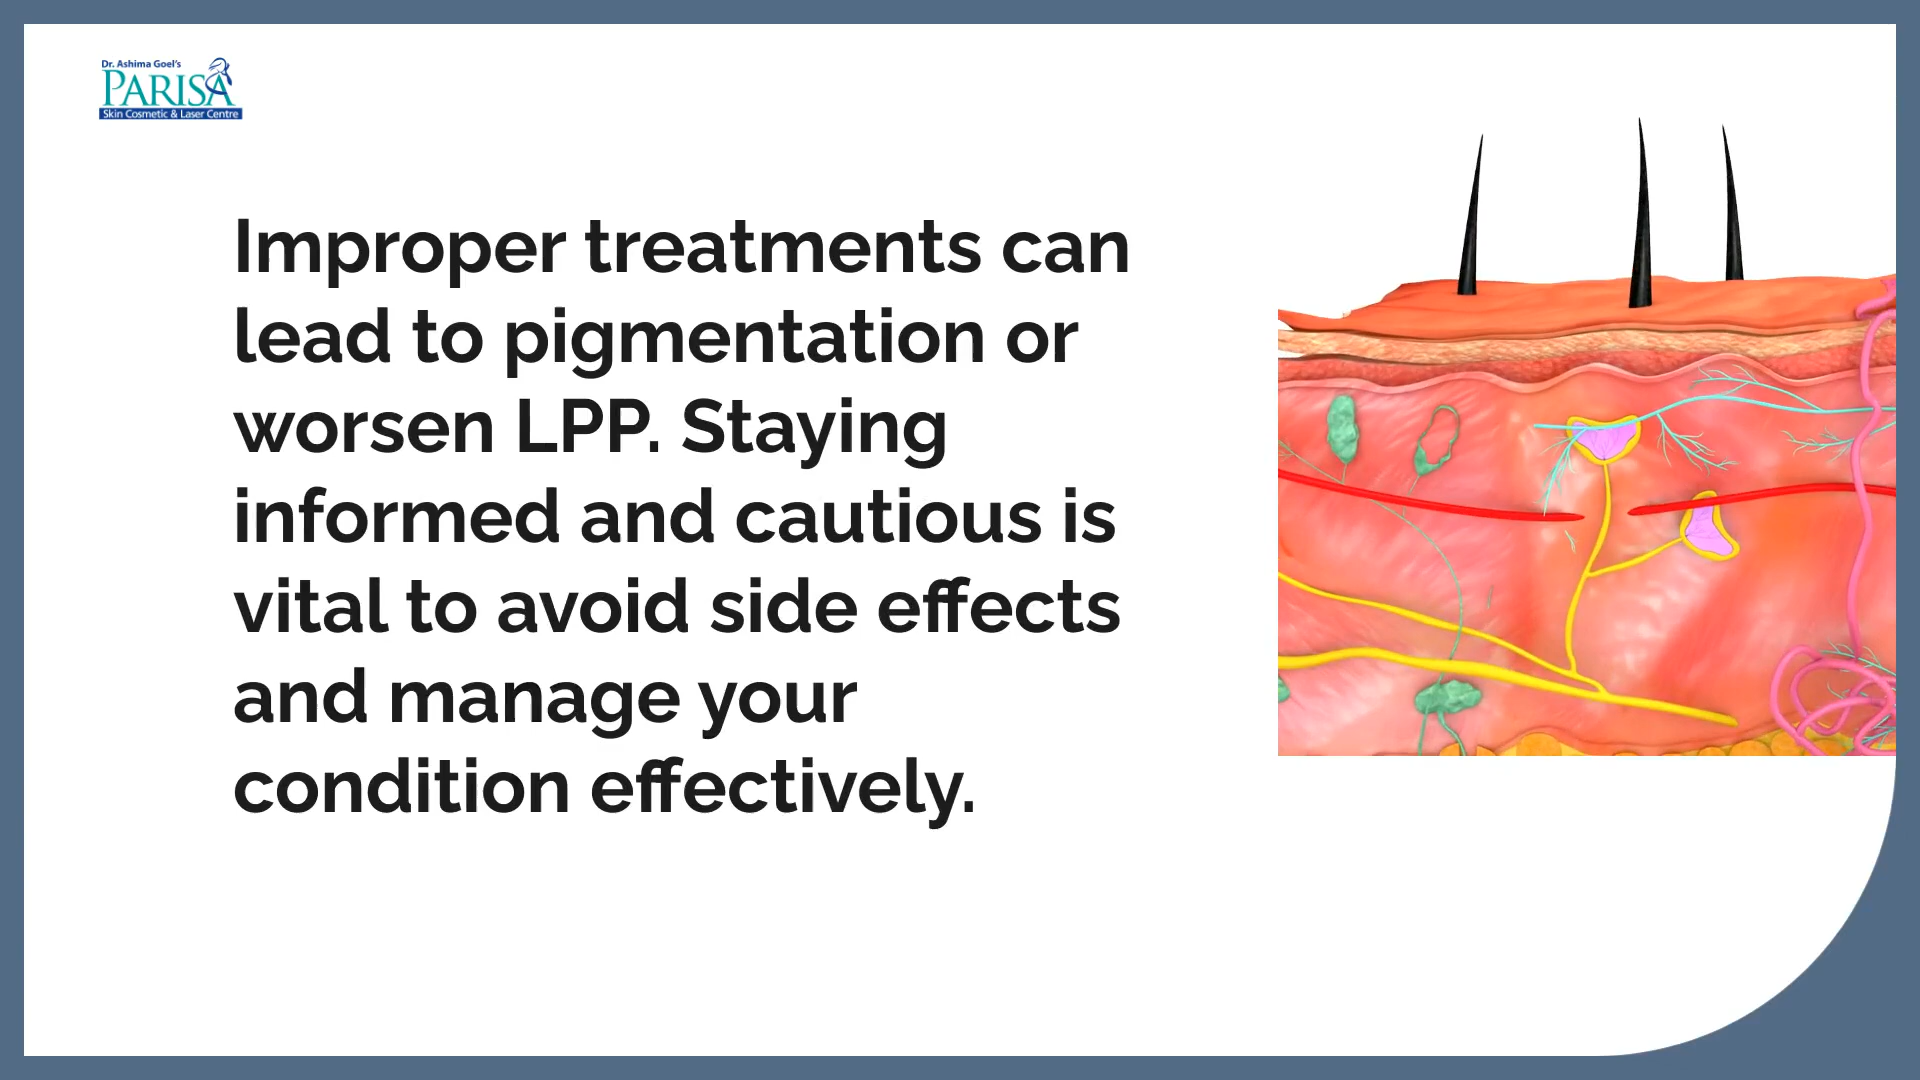 Dr. Ashima Goel's
PARISA
Skin Cosmetic & Laser Centre
Improper treatments can
lead to pigmentation or
worsen LPP. Staying
informed and cautious is
vital to avoid side effects
and manage your
condition effectively.